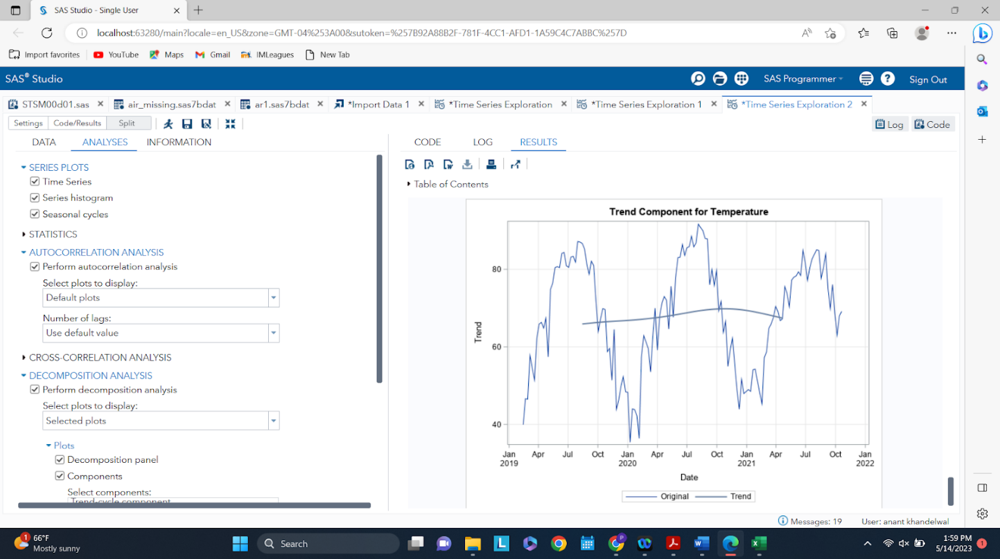 SAS Studio - Single User
localhost:63280/main?locale=en_US&zone=GMT-04%253A00&sutoken=%257B92A88B2F-781F-4CC1-AFD1-1A59C4C7ABBC%257D
Import favorites YouTube Maps Gmail IMLeagues New Tab
SAS® Studio SAS Programmer Sign Out
STSM00d01.sas air_missing.sas7bdat ar1.sas7bdat *Import Data 1 *Time Series Exploration *Time Series Exploration 1 *Time Series Exploration 2
Settings Code/Results Split Log Code
DATA ANALYSES INFORMATION
CODE LOG RESULTS
SERIES PLOTS
Time Series
Series histogram
Seasonal cycles
STATISTICS
AUTOCORRELATION ANALYSIS
Perform autocorrelation analysis
Select plots to display:
Default plots
Number of lags:
Use default value
CROSS-CORRELATION ANALYSIS
DECOMPOSITION ANALYSIS
Perform decomposition analysis
Select plots to display:
Selected plots
Plots
Decomposition panel
Components
Select components:
Trend-cycle component
Table of Contents
Trend Component for Temperature
Trend
80
60
40
Jan Apr Jul Oct Jan Apr Jul Oct Jan Apr Jul Oct Jan
2019 2020 2021 2022
Date
Original Trend
Messages: 19 User: anant khandelwal
1 66°F
Mostly sunny
Search
1:59 PM
5/14/2023 1